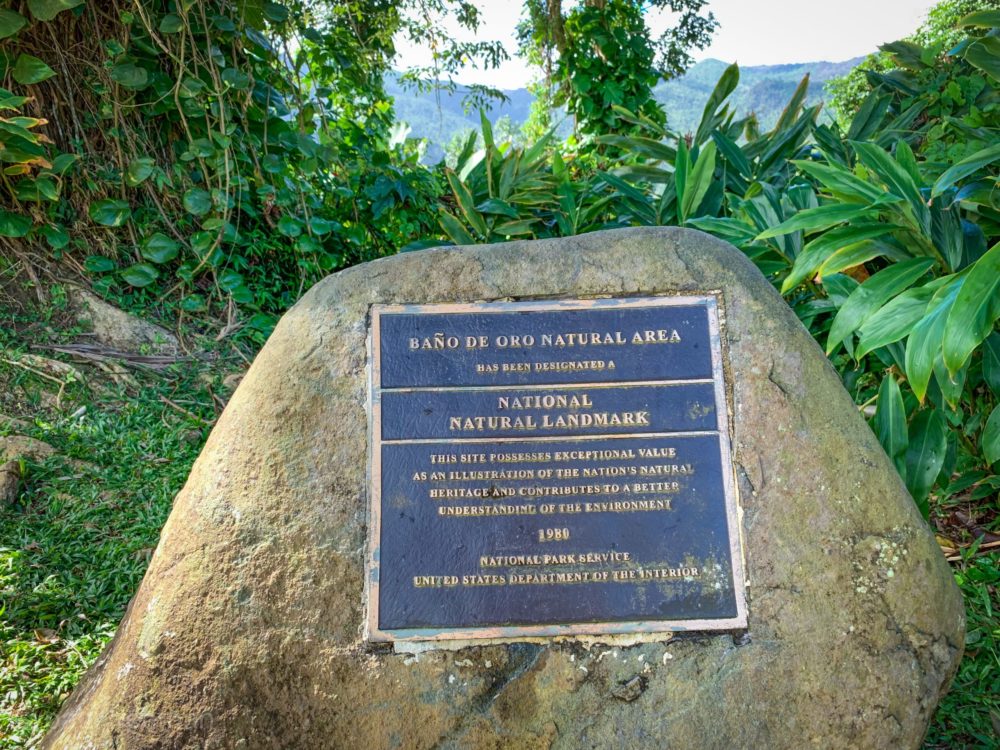 BAÑO DE ORO NATURAL AREA
HAS BEEN DESIGNATED A
NATIONAL
NATURAL LANDMARK
THIS SITE POSSESSES EXCEPTIONAL VALUE
AS AN ILLUSTRATION OF THE NATION'S NATURAL
HERITAGE AND CONTRIBUTES TO A BETTER
UNDERSTANDING OF THE ENVIRONMENT
1980
NATIONAL PARK SERVICE
UNITED STATES DEPARTMENT OF THE INTERIOR